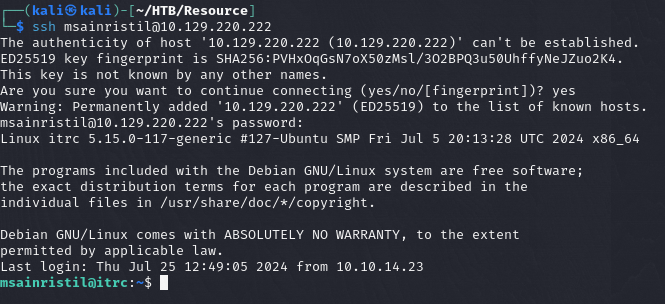 ┌──(kali㉿kali)-[~/HTB/Resource]
└─$ ssh msainristil@10.129.220.222
The authenticity of host '10.129.220.222 (10.129.220.222)' can't be established.
ED25519 key fingerprint is SHA256:PVHxOqGsN7oX50zMsl/3O2BPQ3u50UhffyNeJZuo2K4.
This key is not known by any other names.
Are you sure you want to continue connecting (yes/no/[fingerprint])? yes
Warning: Permanently added '10.129.220.222' (ED25519) to the list of known hosts.
msainristil@10.129.220.222's password:
Linux itrc 5.15.0-117-generic #127-Ubuntu SMP Fri Jul 5 20:13:28 UTC 2024 x86_64

The programs included with the Debian GNU/Linux system are free software;
the exact distribution terms for each program are described in the
individual files in /usr/share/doc/*/copyright.

Debian GNU/Linux comes with ABSOLUTELY NO WARRANTY, to the extent
permitted by applicable law.
Last login: Thu Jul 25 12:49:05 2024 from 10.10.14.23
msainristil@itrc:~$